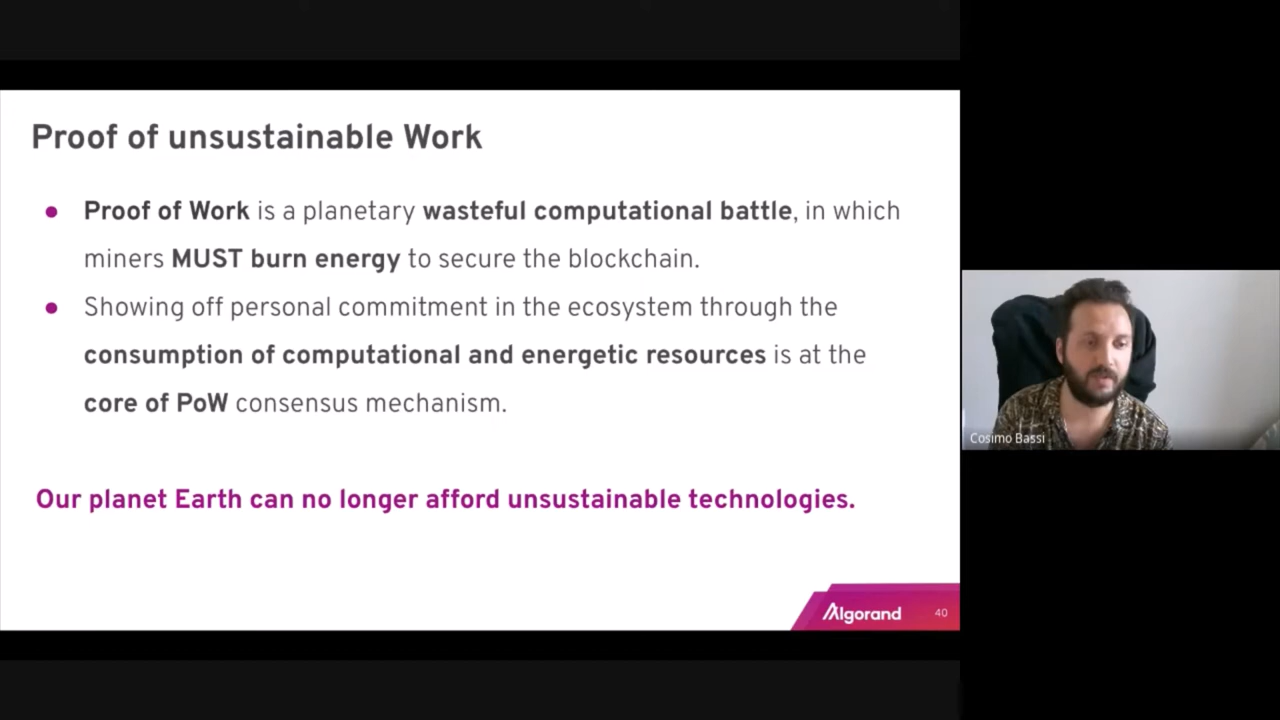 Proof of unsustainable Work
● Proof of Work is a planetary wasteful computational battle, in which
miners MUST burn energy to secure the blockchain.
● Showing off personal commitment in the ecosystem through the
consumption of computational and energetic resources is at the
core of PoW consensus mechanism.
Our planet Earth can no longer afford unsustainable technologies.
Algorand 40
Cosimo Bassi